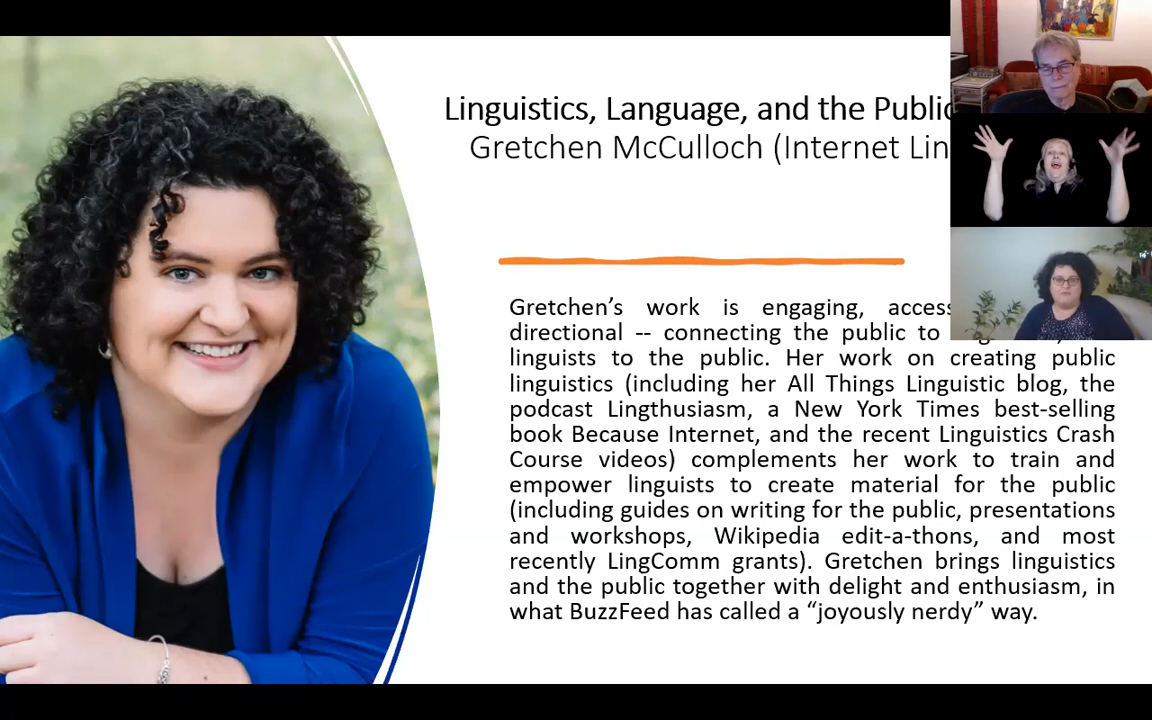 Linguistics, Language, and the Public
Gretchen McCulloch (Internet Lin
Gretchen’s work is engaging, access
directional -- connecting the public to
linguists to the public. Her work on creating public
linguistics (including her All Things Linguistic blog, the
podcast Lingthusiasm, a New York Times best-selling
book Because Internet, and the recent Linguistics Crash
Course videos) complements her work to train and
empower linguists to create material for the public
(including guides on writing for the public, presentations
and workshops, Wikipedia edit-a-thons, and most
recently LingComm grants). Gretchen brings linguistics
and the public together with delight and enthusiasm, in
what BuzzFeed has called a “joyously nerdy” way.